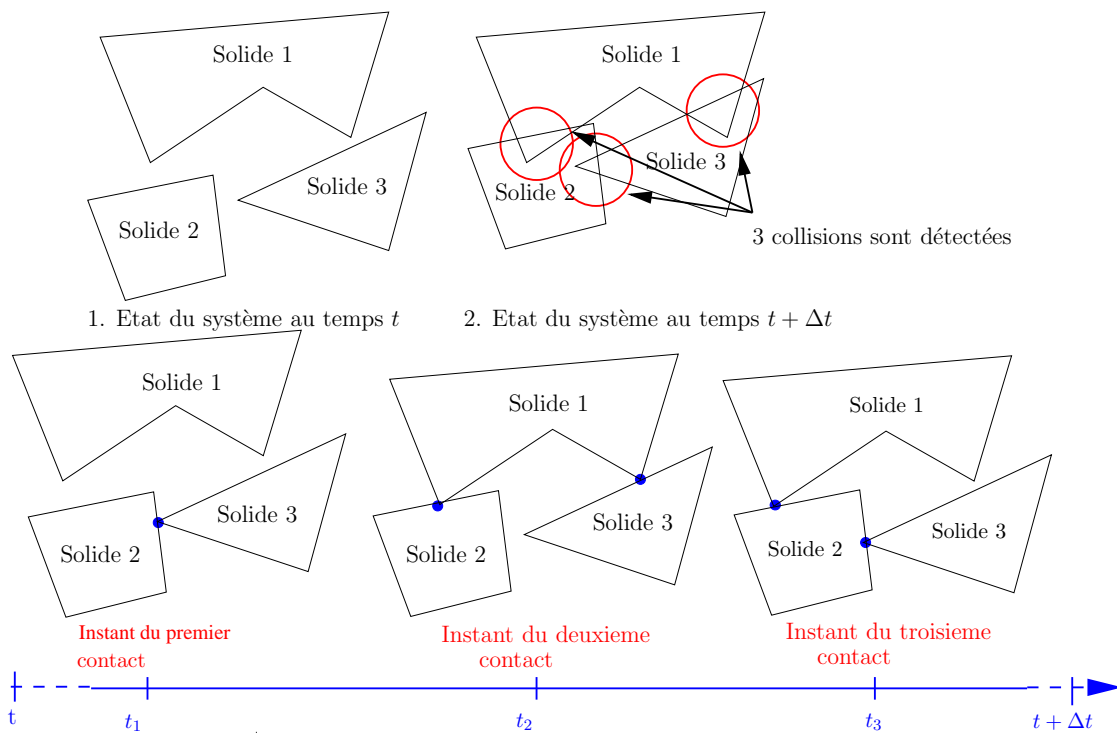 Solide 1
Solide 3
Solide 2
Solide 1
Solide 3
Solide 2
3 collisions sont détectées
1. Etat du système au temps t
2. Etat du système au temps t + Δt
Solide 1
Solide 3
Solide 2
Solide 1
Solide 3
Solide 2
Solide 1
Solide 3
Solide 2
Instant du premier
contact
Instant du deuxieme
contact
Instant du troisieme
contact
t
t₁
t₂
t₃
t + Δt